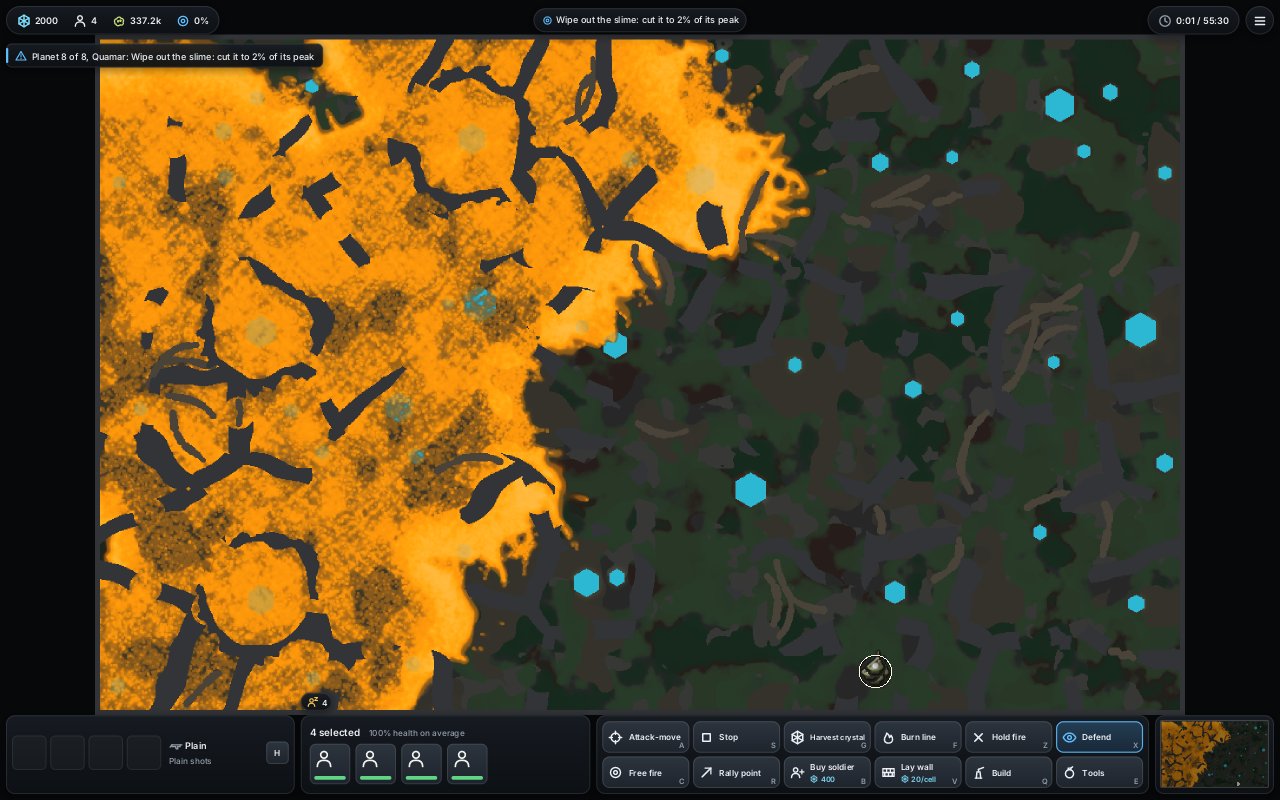 2000 4 337.2k 0%
Wipe out the slime: cut it to 2% of its peak
0:01 / 55:30
Planet 8 of 8, Quamar: Wipe out the slime: cut it to 2% of its peak
4
Plain
Plain shots
H
4 selected 100% health on average
Attack-move A
Stop S
Harvest crystal G
Burn line F
Hold fire Z
Defend X
Free fire C
Rally point R
Buy soldier
400 B
Lay wall
20/cell V
Build Q
Tools E